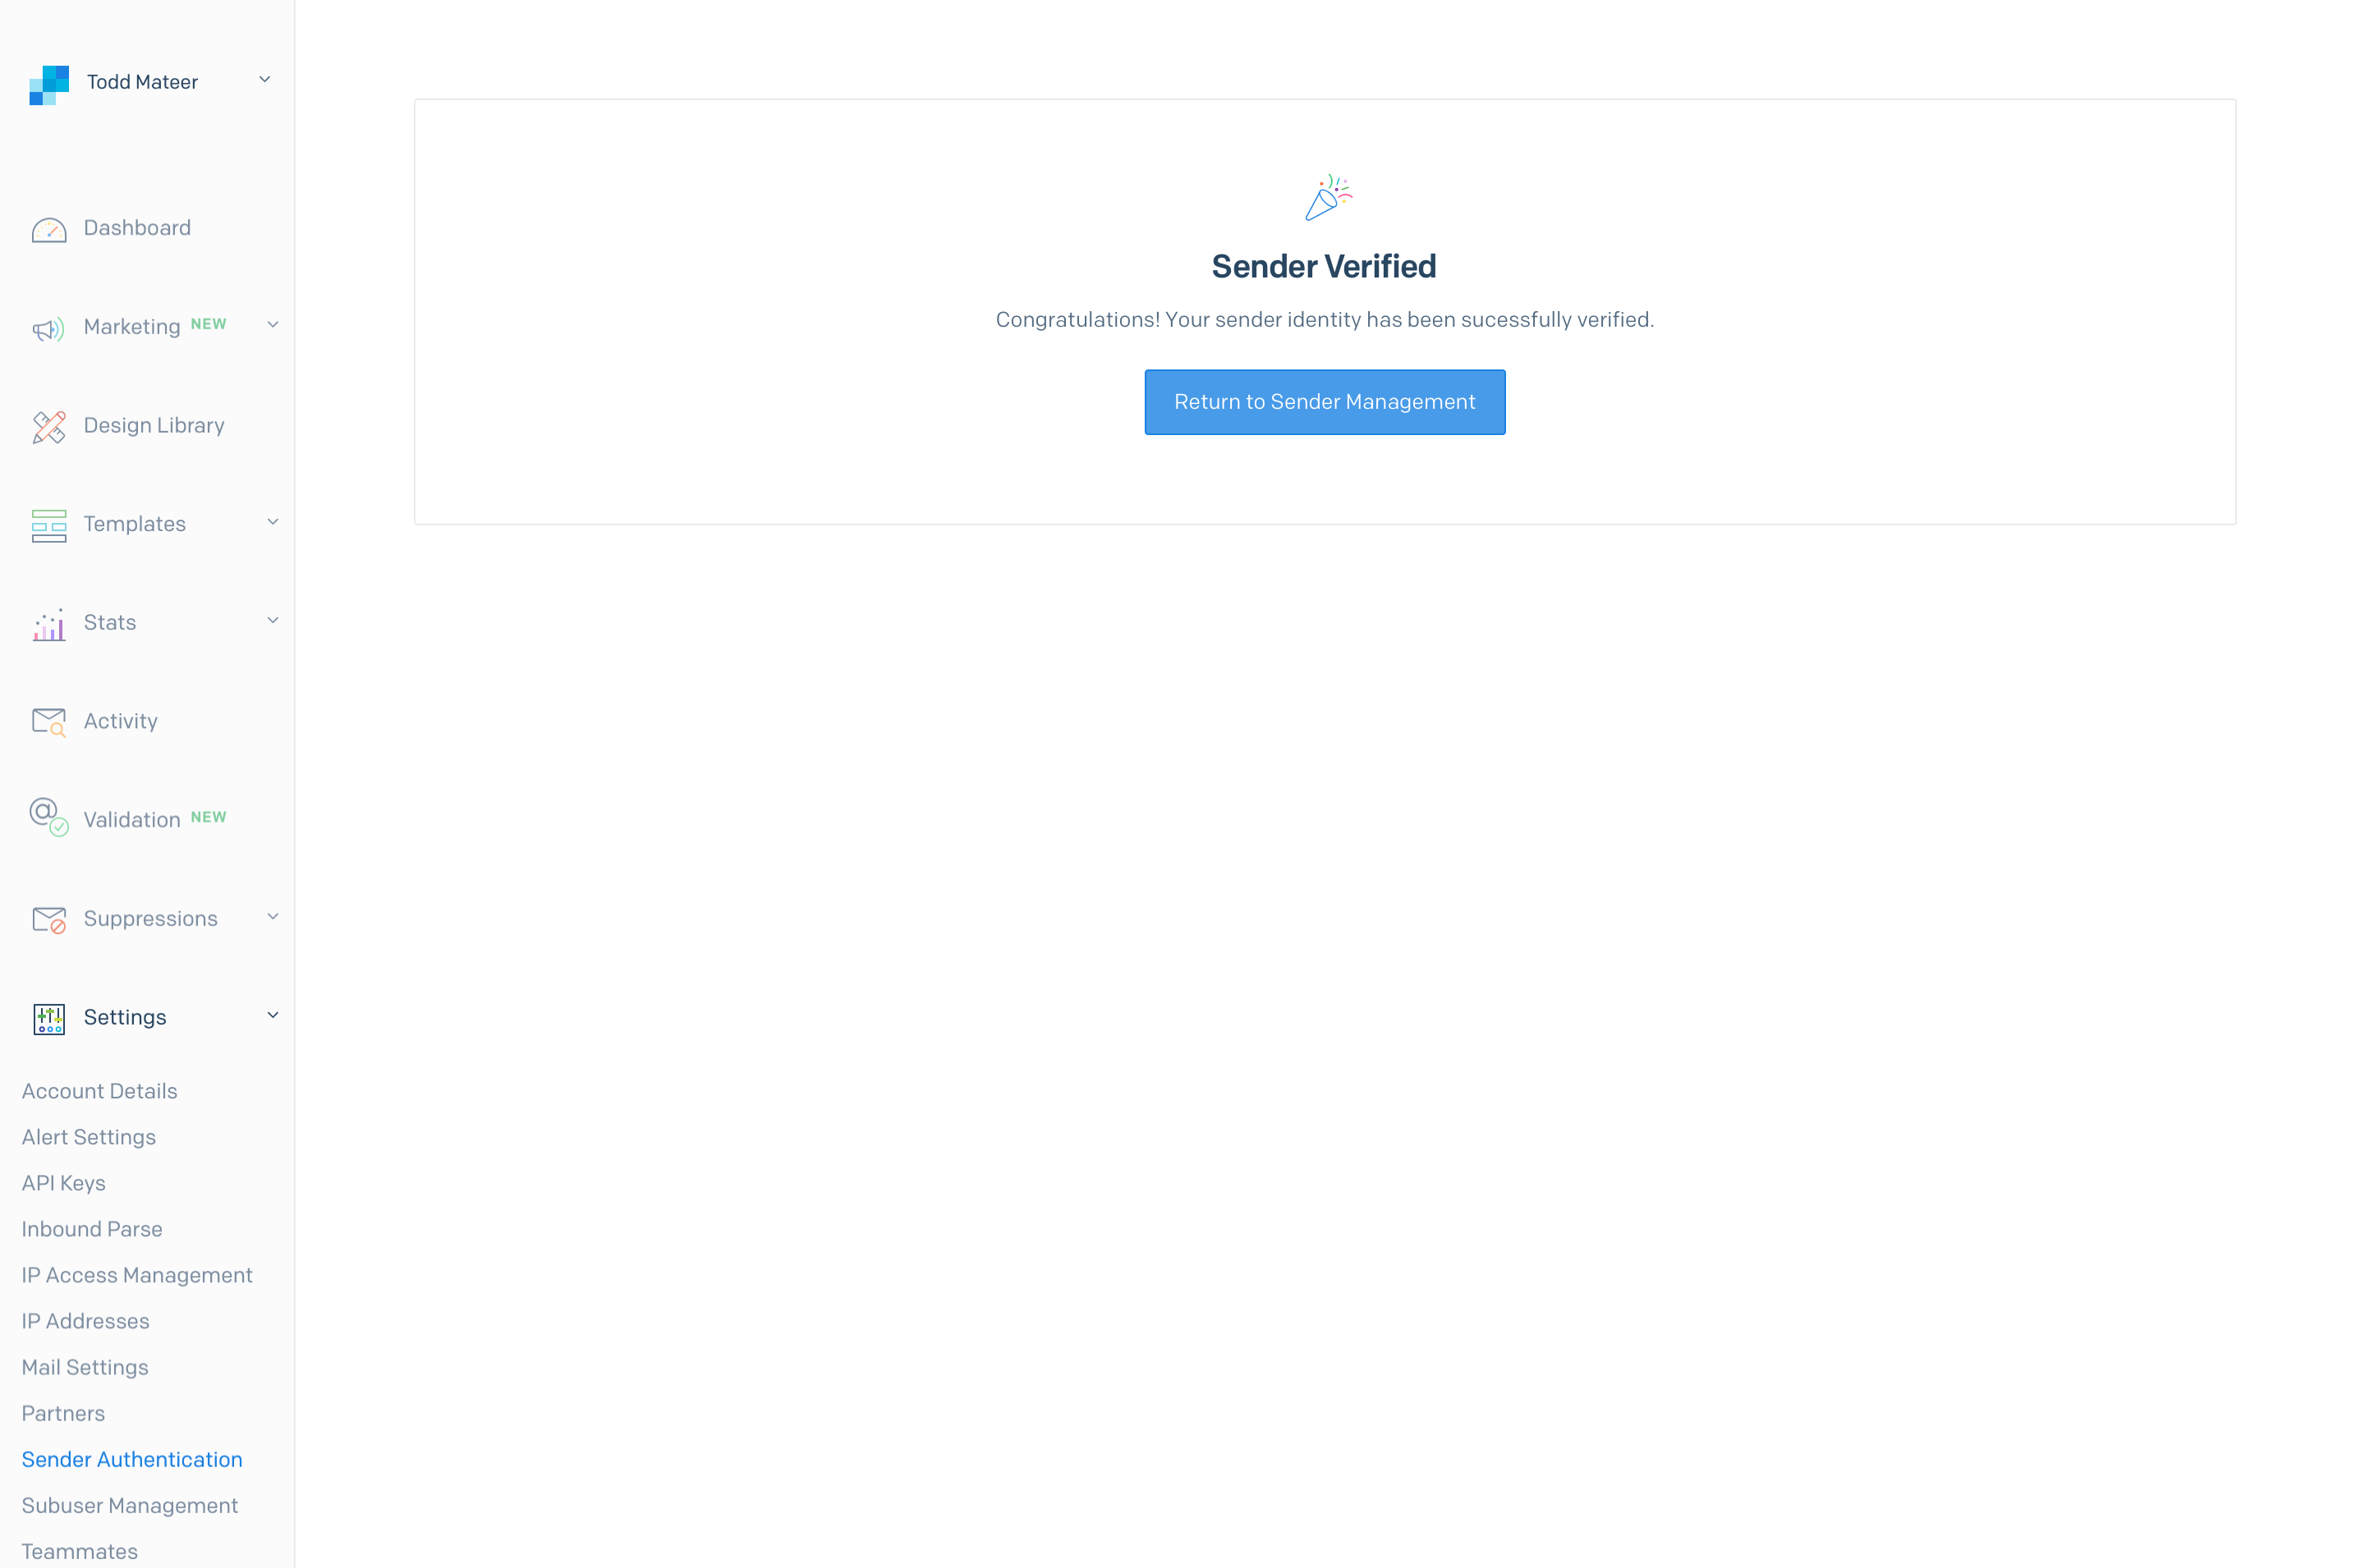 Todd Mateer
Dashboard
Marketing NEW
Design Library
Templates
Stats
Activity
Validation NEW
Suppressions
Settings
Account Details
Alert Settings
API Keys
Inbound Parse
IP Access Management
IP Addresses
Mail Settings
Partners
Sender Authentication
Subuser Management
Teammates
Sender Verified
Congratulations! Your sender identity has been sucessfully verified.
Return to Sender Management